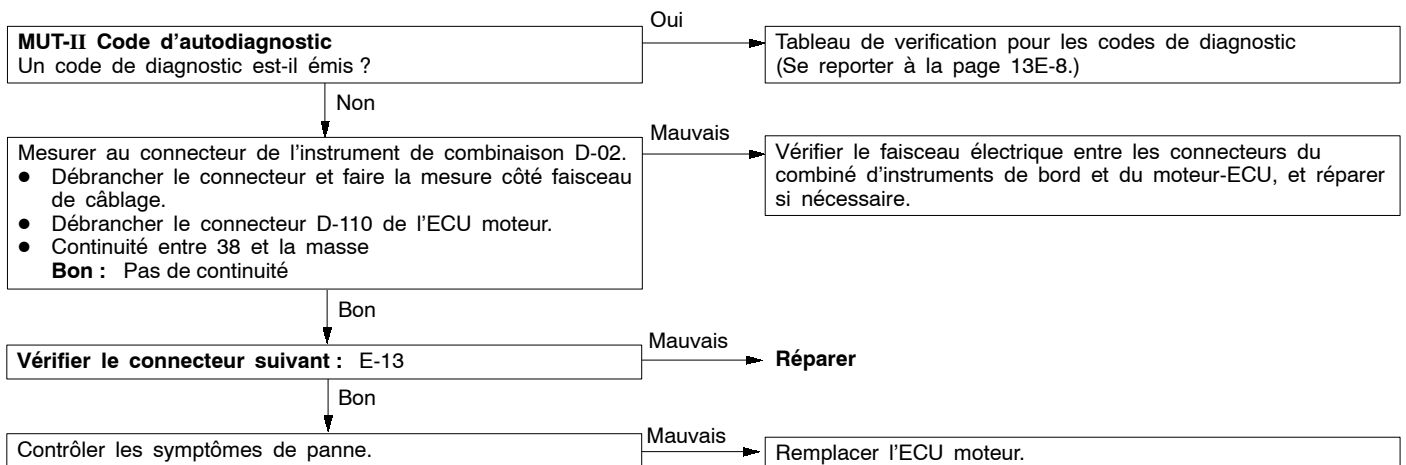 MUT-II Code d'autodiagnostic
Un code de diagnostic est-il émis ?
Oui
Tableau de verification pour les codes de diagnostic
(Se reporter à la page 13E-8.)
Non
Mesurer au connecteur de l'instrument de combinaison D-02.
● Débrancher le connecteur et faire la mesure côté faisceau
de câblage.
● Débrancher le connecteur D-110 de l'ECU moteur.
● Continuité entre 38 et la masse
Bon : Pas de continuité
Mauvais
Vérifier le faisceau électrique entre les connecteurs du
combiné d'instruments de bord et du moteur-ECU, et réparer
si nécessaire.
Bon
Vérifier le connecteur suivant : E-13
Mauvais
Réparer
Bon
Contrôler les symptômes de panne.
Mauvais
Remplacer l'ECU moteur.